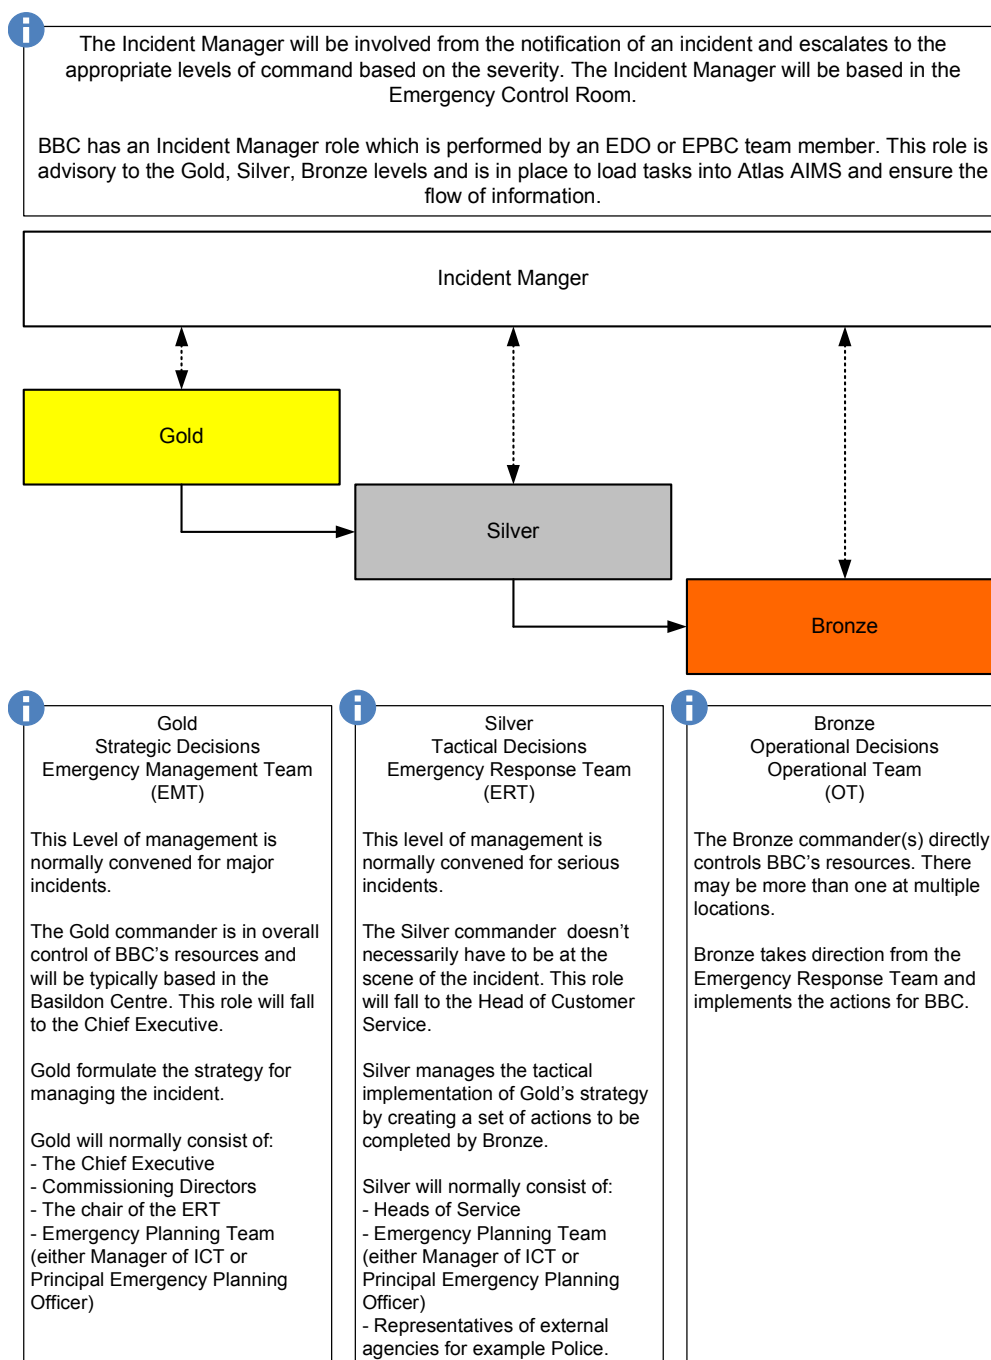 The Incident Manager will be involved from the notification of an incident and escalates to the
appropriate levels of command based on the severity. The Incident Manager will be based in the
Emergency Control Room.
BBC has an Incident Manager role which is performed by an EDO or EPBC team member. This role is
advisory to the Gold, Silver, Bronze levels and is in place to load tasks into Atlas AIMS and ensure the
flow of information.
Incident Manger
Gold
Silver
Bronze
Gold
Strategic Decisions
Emergency Management Team
(EMT)
This Level of management is
normally convened for major
incidents.
The Gold commander is in overall
control of BBC’s resources and
will be typically based in the
Basildon Centre. This role will fall
to the Chief Executive.
Gold formulate the strategy for
managing the incident.
Gold will normally consist of:
- The Chief Executive
- Commissioning Directors
- The chair of the ERT
- Emergency Planning Team
(either Manager of ICT or
Principal Emergency Planning
Officer)
Silver
Tactical Decisions
Emergency Response Team
(ERT)
This level of management is
normally convened for serious
incidents.
The Silver commander doesn’t
necessarily have to be at the
scene of the incident. This role
will fall to the Head of Customer
Service.
Silver manages the tactical
implementation of Gold’s strategy
by creating a set of actions to be
completed by Bronze.
Silver will normally consist of:
- Heads of Service
- Emergency Planning Team
(either Manager of ICT or
Principal Emergency Planning
Officer)
- Representatives of external
agencies for example Police.
Bronze
Operational Decisions
Operational Team
(OT)
The Bronze commander(s) directly
controls BBC’s resources. There
may be more than one at multiple
locations.
Bronze takes direction from the
Emergency Response Team and
implements the actions for BBC.